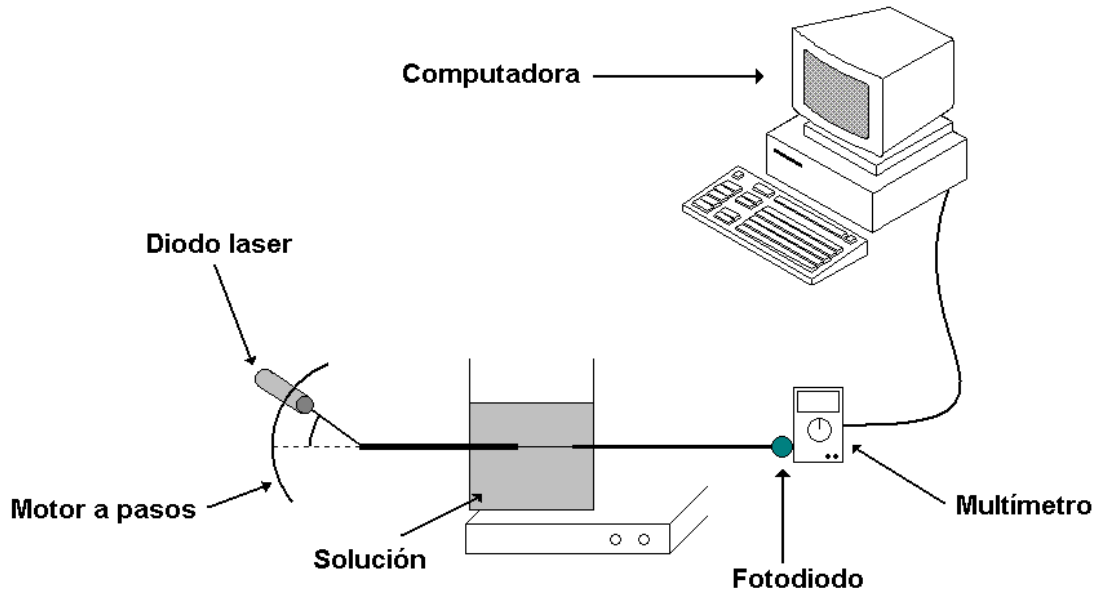 Computadora
Diodo laser
Motor a pasos
Solución
Multímetro
Fotodiodo